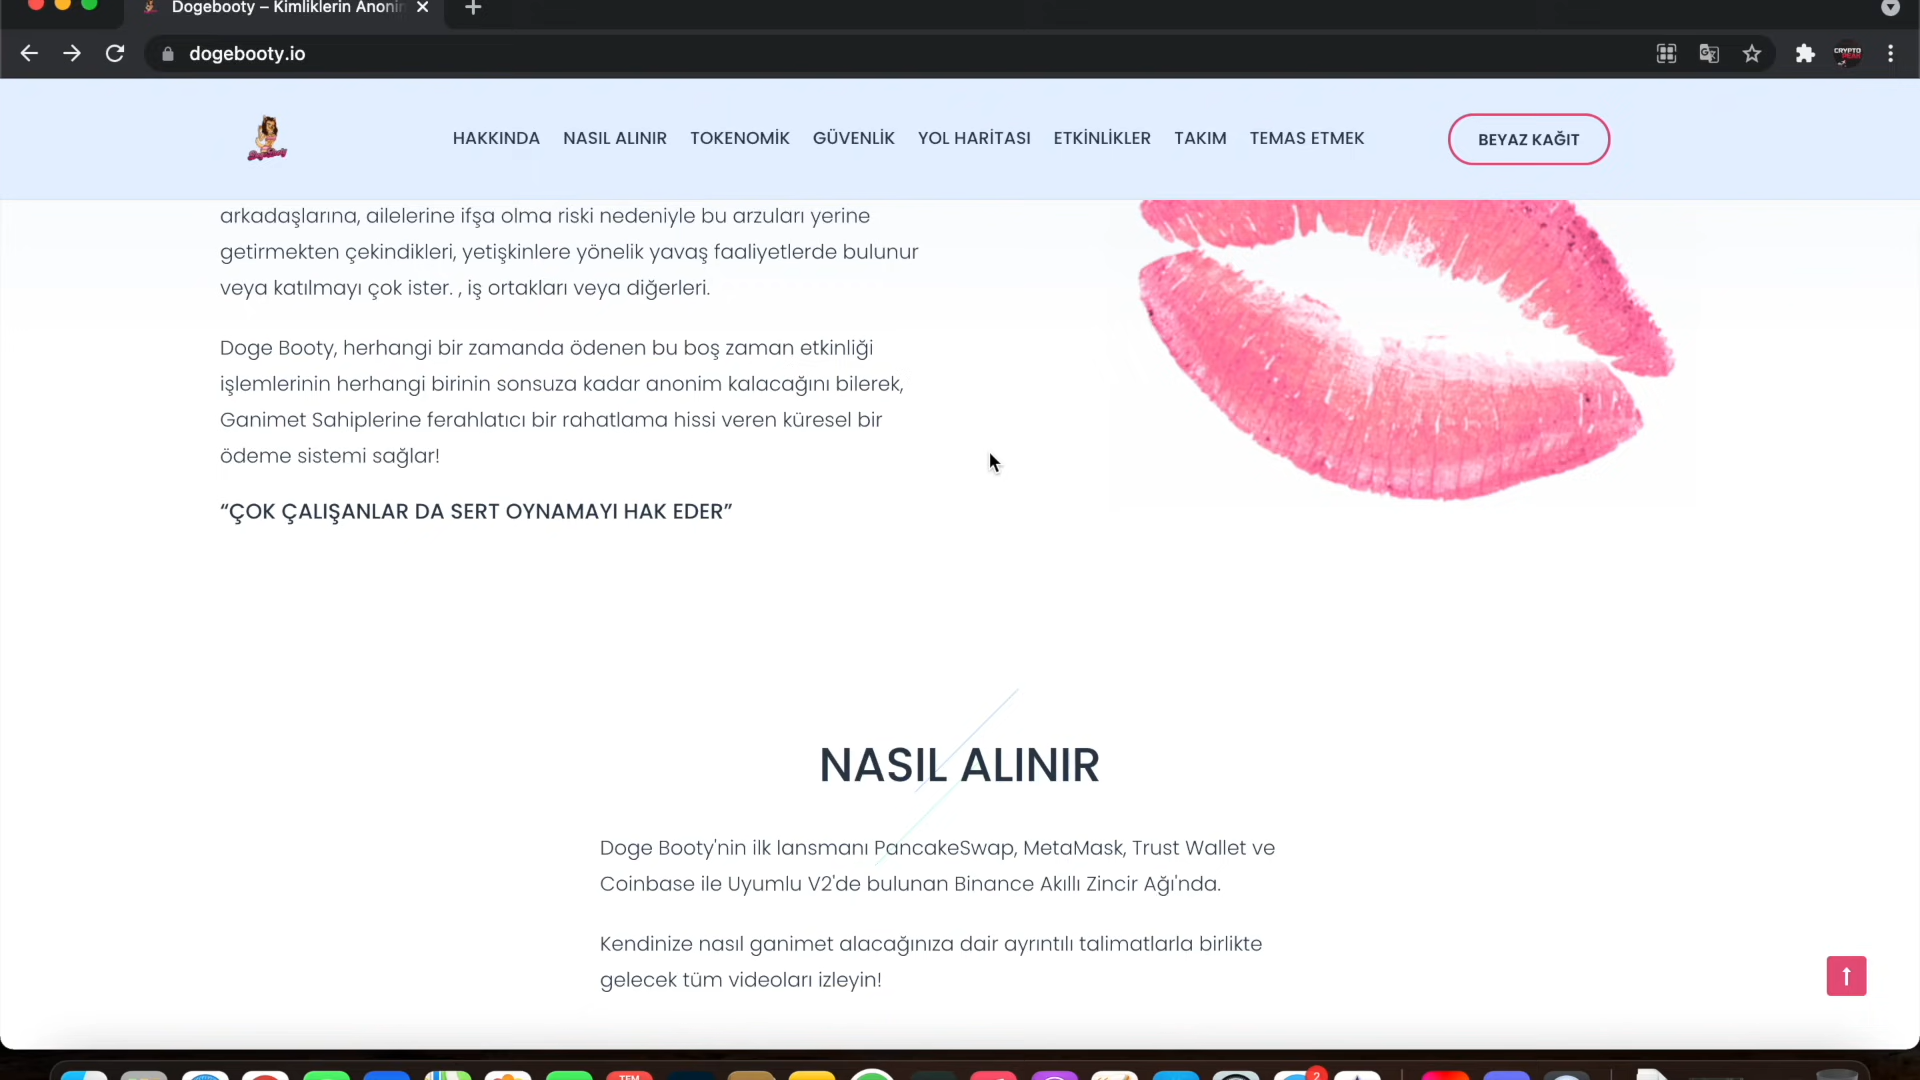 Dogebooty – Kimliklerin Anonin
dogebooty.io
HAKKINDA NASIL ALINIR TOKENOMİK GÜVENLİK YOL HARİTASI ETKİNLİKLER TAKIM TEMAS ETMEK BEYAZ KAĞIT
arkadaşlarına, ailelerine ifşa olma riski nedeniyle bu arzuları yerine
getirmekten çekindikleri, yetişkinlere yönelik yavaş faaliyetlerde bulunur
veya katılmayı çok ister. , iş ortakları veya diğerleri.
Doge Booty, herhangi bir zamanda ödenen bu boş zaman etkinliği
işlemlerinin herhangi birinin sonsuza kadar anonim kalacağını bilerek,
Ganimet Sahiplerine ferahlatıcı bir rahatlama hissi veren küresel bir
ödeme sistemi sağlar!
“ÇOK ÇALIŞANLAR DA SERT OYNAMAYI HAK EDER”
NASIL ALINIR
Doge Booty'nin ilk lansmanı PancakeSwap, MetaMask, Trust Wallet ve
Coinbase ile Uyumlu V2'de bulunan Binance Akıllı Zincir Ağı'nda.
Kendinize nasıl ganimet alacağınıza dair ayrıntılı talimatlarla birlikte
gelecek tüm videoları izleyin!
TEM
2